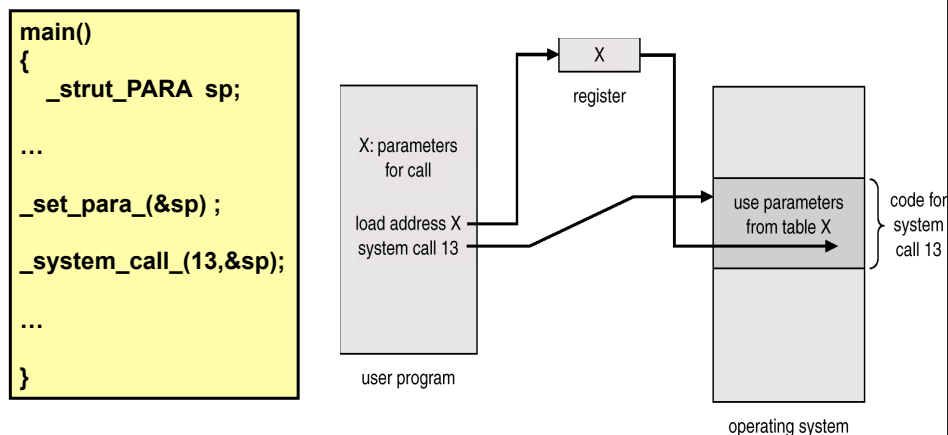 main()
{
_strut_PARA sp;
…
_set_para_(&sp) ;
_system_call_(13,&sp);
…
}
X
register
X: parameters
for call
load address X
system call 13
user program
use parameters
from table X
code for
system
call 13
operating system